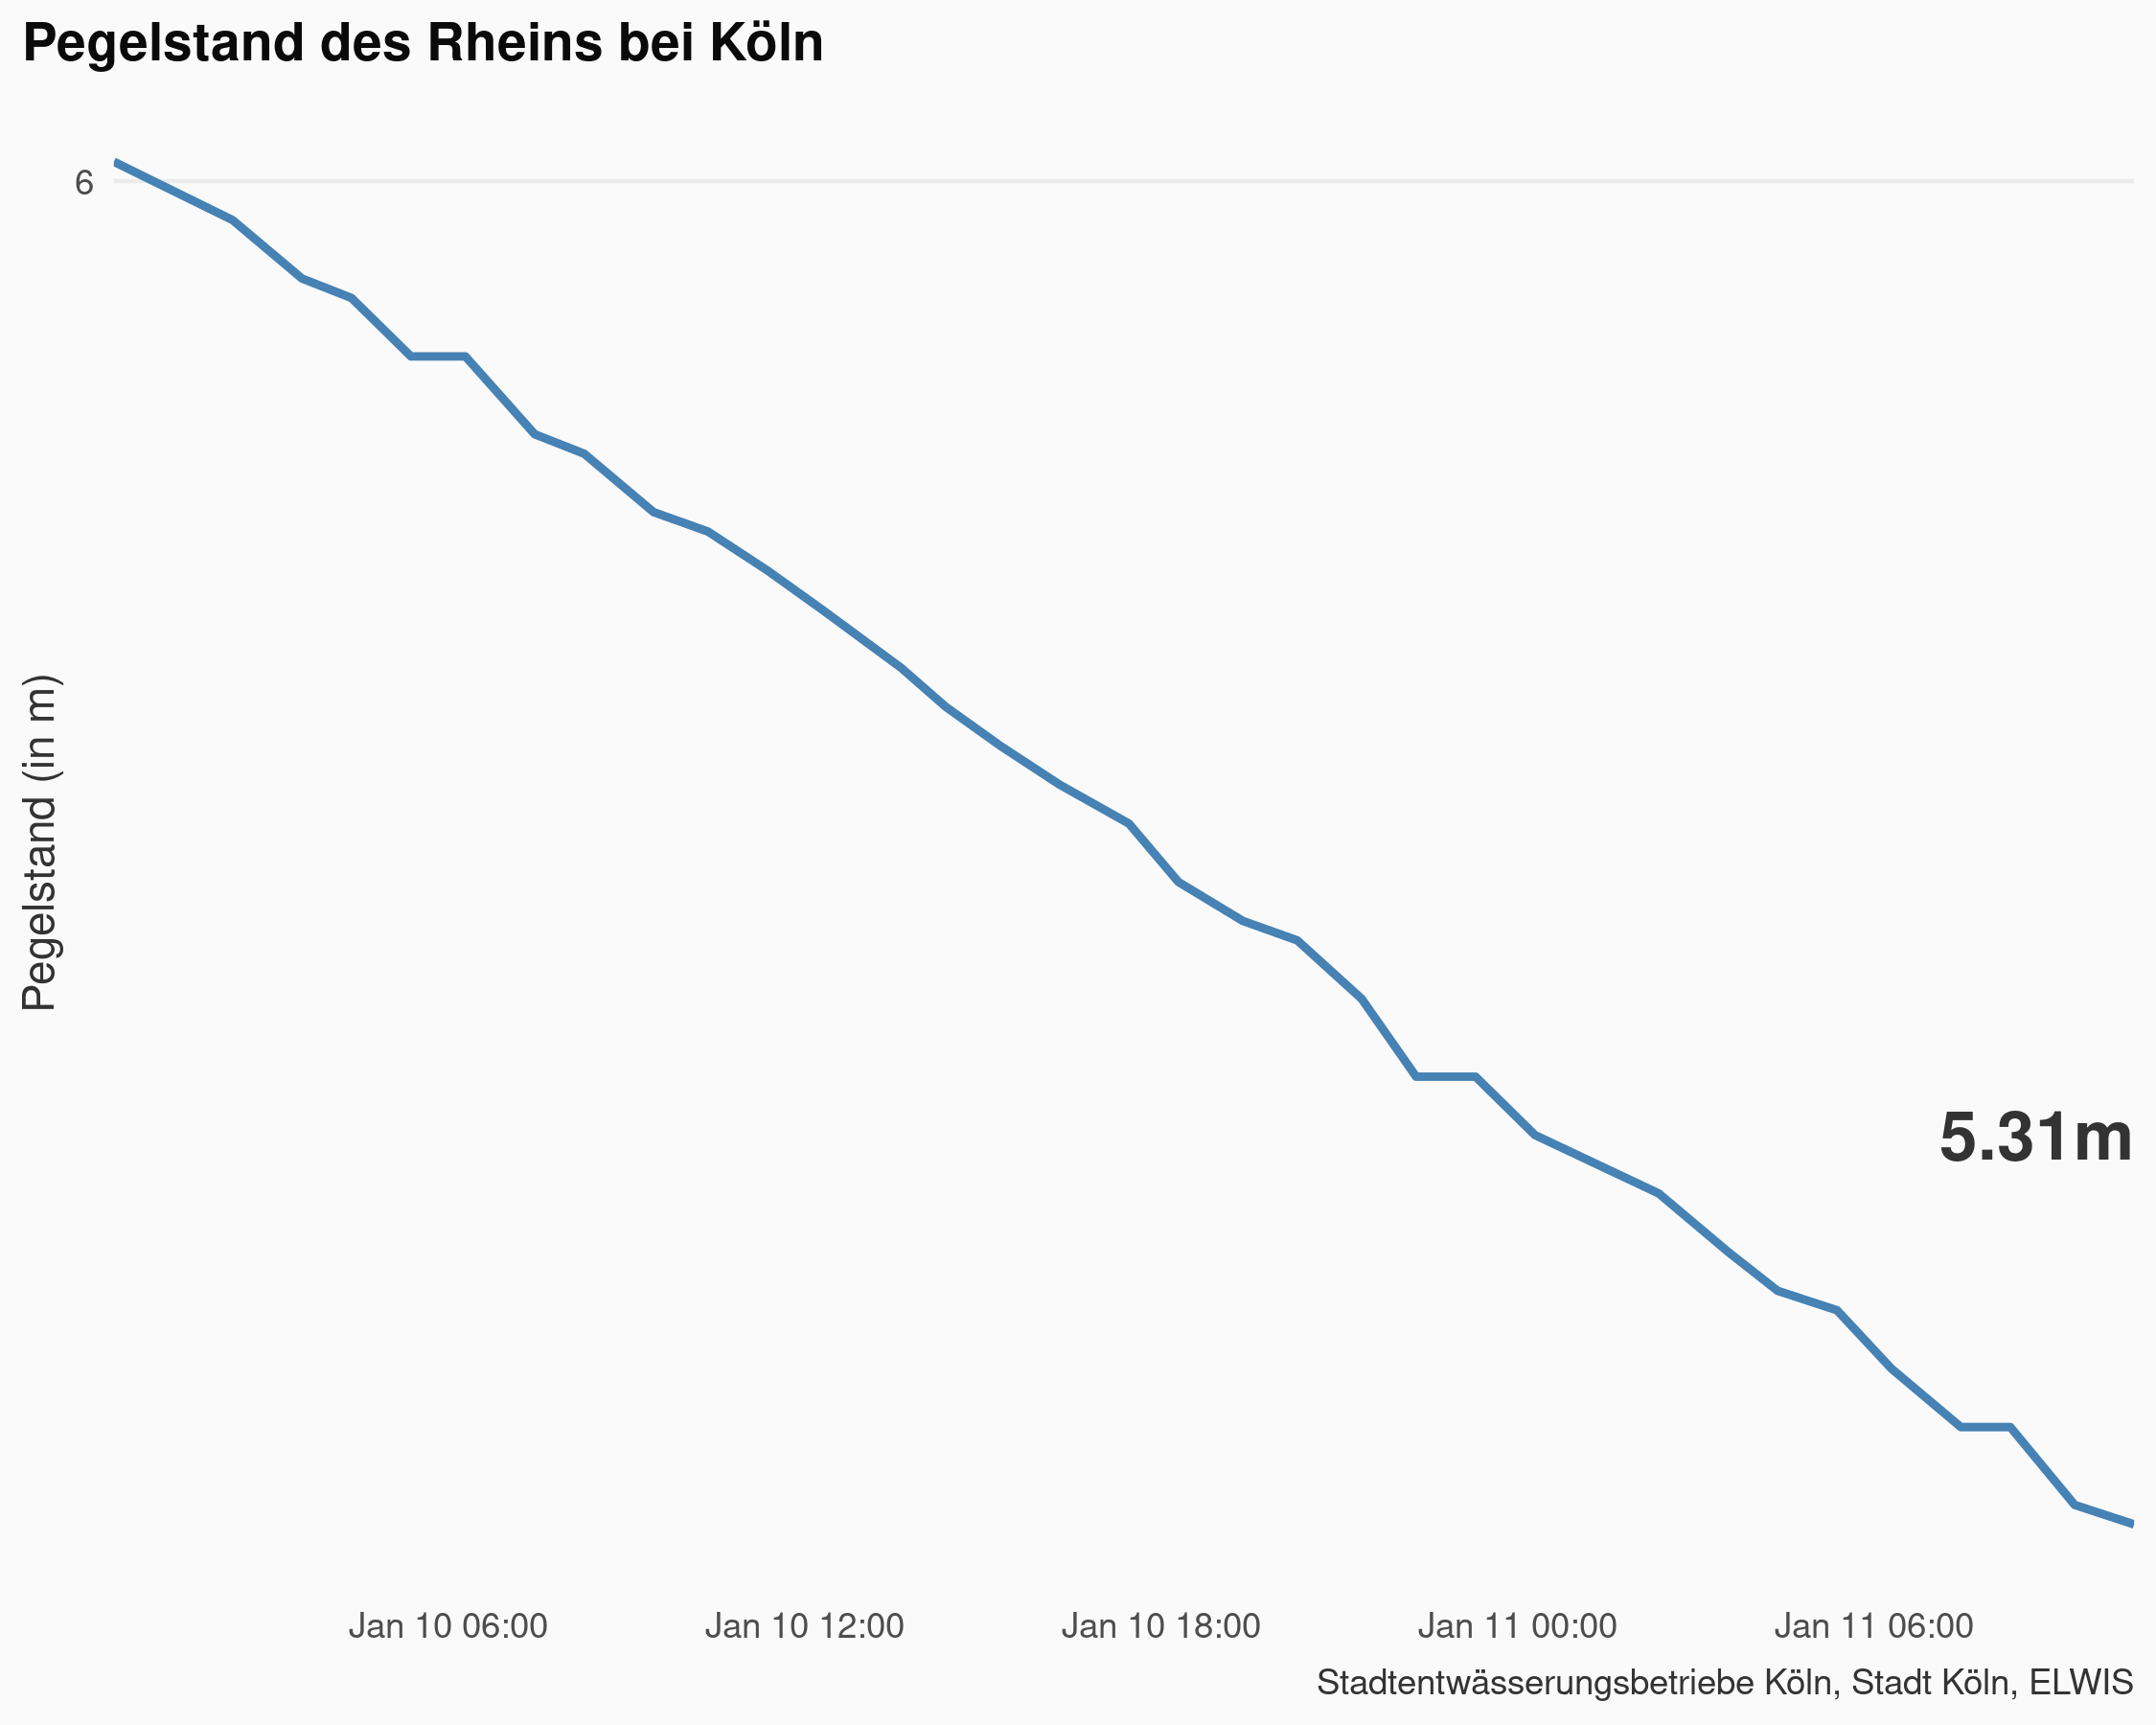 Pegelstand des Rheins bei Köln
6
Pegelstand (in m)
5.31m
Jan 10 06:00 Jan 10 12:00 Jan 10 18:00 Jan 11 00:00 Jan 11 06:00
Stadtentwässerungsbetriebe Köln, Stadt Köln, ELWIS